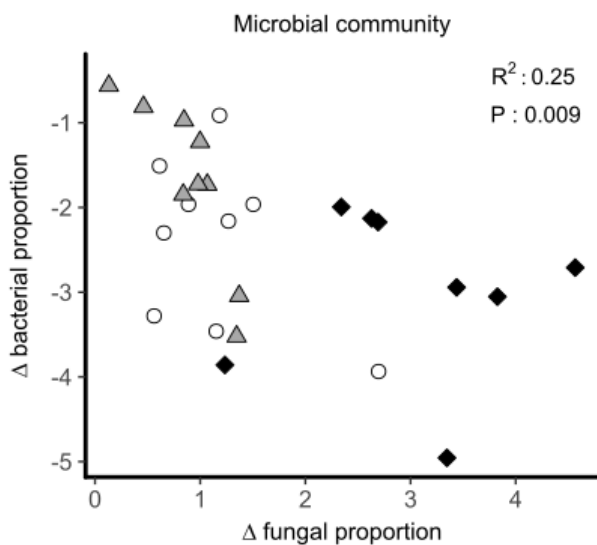 Microbial community
R²: 0.25
P : 0.009
-1
-2
-3
-4
-5
Δ bacterial proportion
0 1 2 3 4
Δ fungal proportion